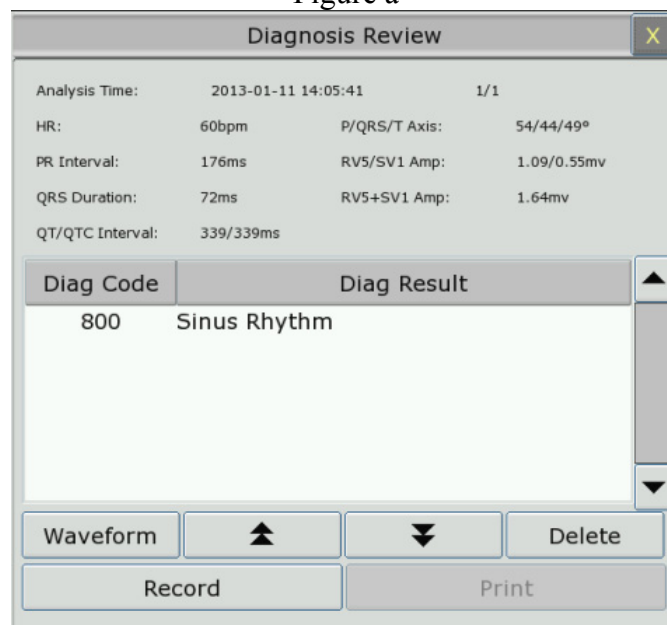 Figure a
Diagnosis Review X
Analysis Time: 2013-01-11 14:05:41 1/1
HR: 60bpm P/QRS/T Axis: 54/44/49º
PR Interval: 176ms RV5/SV1 Amp: 1.09/0.55mv
QRS Duration: 72ms RV5+SV1 Amp: 1.64mv
QT/QTC Interval: 339/339ms
Diag Code Diag Result
800 Sinus Rhythm
Waveform Delete
Record Print